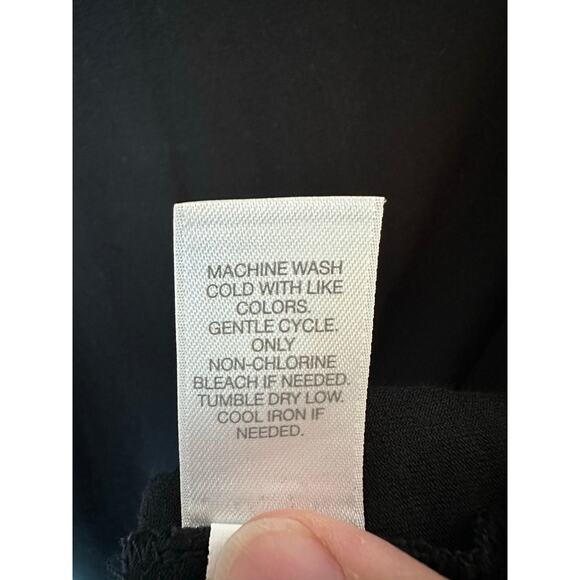 MACHINE WASH
COLD WITH LIKE
COLORS.
GENTLE CYCLE.
ONLY
NON-CHLORINE
BLEACH IF NEEDED.
TUMBLE DRY LOW.
COOL IRON IF
NEEDED.